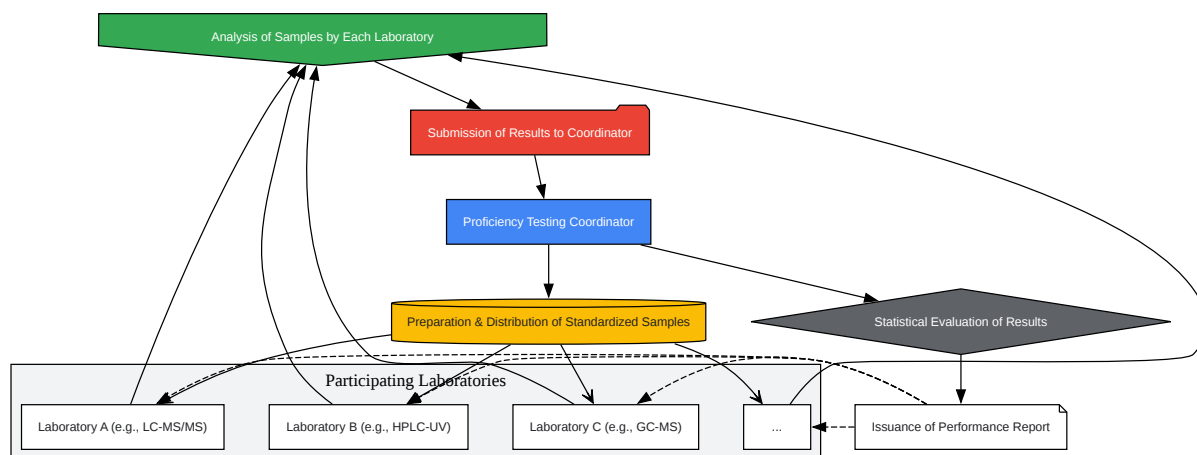 Analysis of Samples by Each Laboratory
Submission of Results to Coordinator
Proficiency Testing Coordinator
Preparation & Distribution of Standardized Samples
Statistical Evaluation of Results
Participating Laboratories
Laboratory A (e.g., LC-MS/MS)
Laboratory B (e.g., HPLC-UV)
Laboratory C (e.g., GC-MS)
...
Issuance of Performance Report